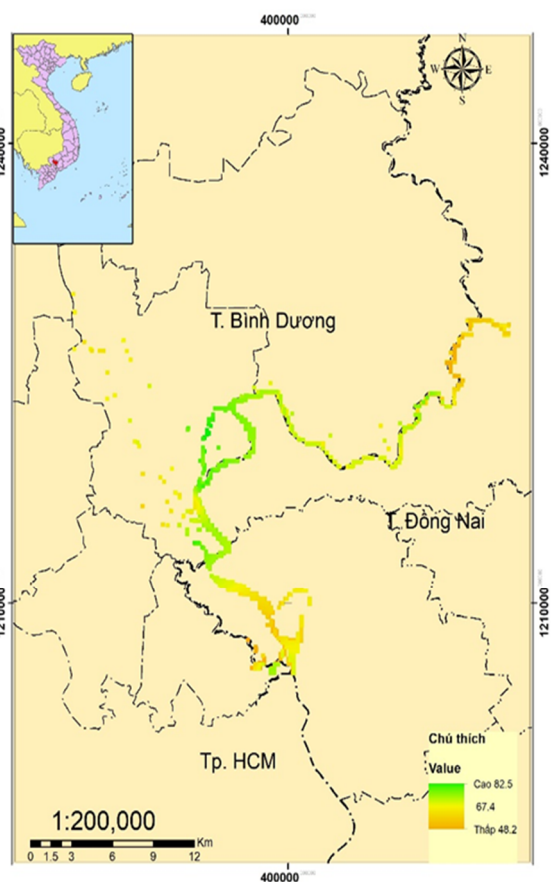 400000
N
W E
S
1240000 1240000
T. Bình Dương
T. Đồng Nai
1210000 1210000
Tp. HCM
Chú thích
Value
Cao 82.5
67.4
Thấp 48.2
1:200,000
Km
0 1.5 3 6 9 12
400000